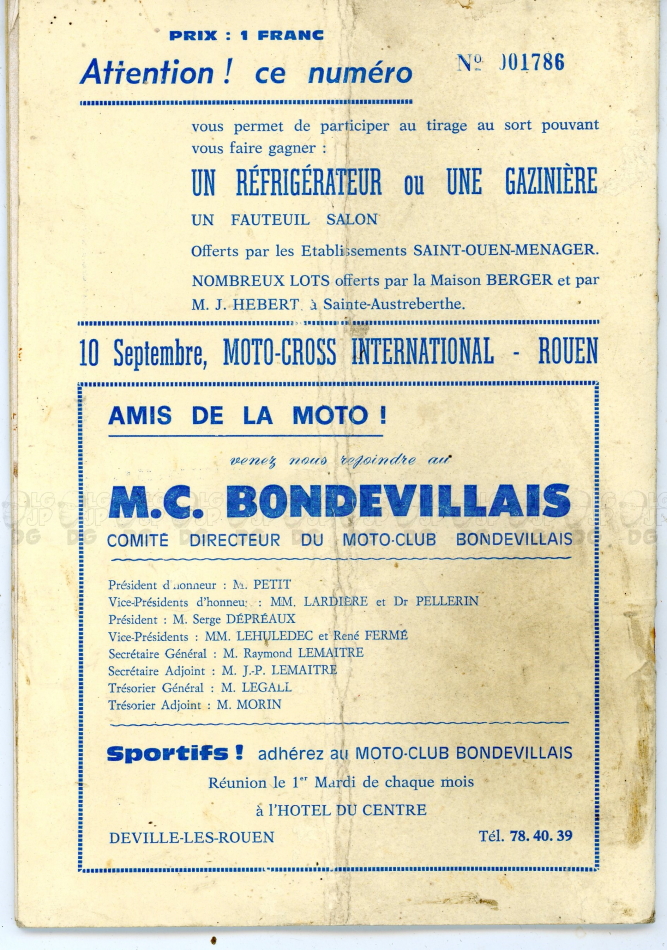 PRIX : 1 FRANC
Attention ! ce numéro Nº 001786
vous permet de participer au tirage au sort pouvant
vous faire gagner :
UN RÉFRIGÉRATEUR ou UNE GAZINIÈRE
UN FAUTEUIL SALON
Offerts par les Etablissements SAINT-OUEN-MENAGER.
NOMBREUX LOTS offerts par la Maison BERGER et par
M. J. HEBERT à Sainte-Austreberthe.
10 Septembre, MOTO-CROSS INTERNATIONAL - ROUEN
AMIS DE LA MOTO !
venez nous rejoindre au
M.C. BONDEVILLAIS
COMITÉ DIRECTEUR DU MOTO-CLUB BONDEVILLAIS
Président d'honneur : M. PETIT
Vice-Présidents d'honneur : MM. LARDIÈRE et Dr PELLERIN
Président : M. Serge DÉPRÉAUX
Vice-Présidents : MM. LEHULEDEC et René FERMÉ
Secrétaire Général : M. Raymond LEMAITRE
Secrétaire Adjoint : M. J.-P. LEMAITRE
Trésorier Général : M. LEGALL
Trésorier Adjoint : M. MORIN
Sportifs ! adhérez au MOTO-CLUB BONDEVILLAIS
Réunion le 1er Mardi de chaque mois
à l'HOTEL DU CENTRE
DEVILLE-LES-ROUEN Tél. 78.40.39